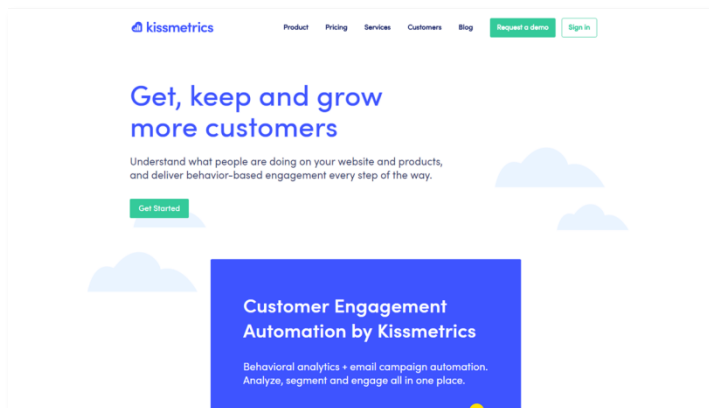 kissmetrics
Product Pricing Services Customers Blog Request a demo Sign in
Get, keep and grow
more customers
Understand what people are doing on your website and products,
and deliver behavior-based engagement every step of the way.
Get Started
Customer Engagement
Automation by Kissmetrics
Behavioral analytics + email campaign automation.
Analyze, segment and engage all in one place.